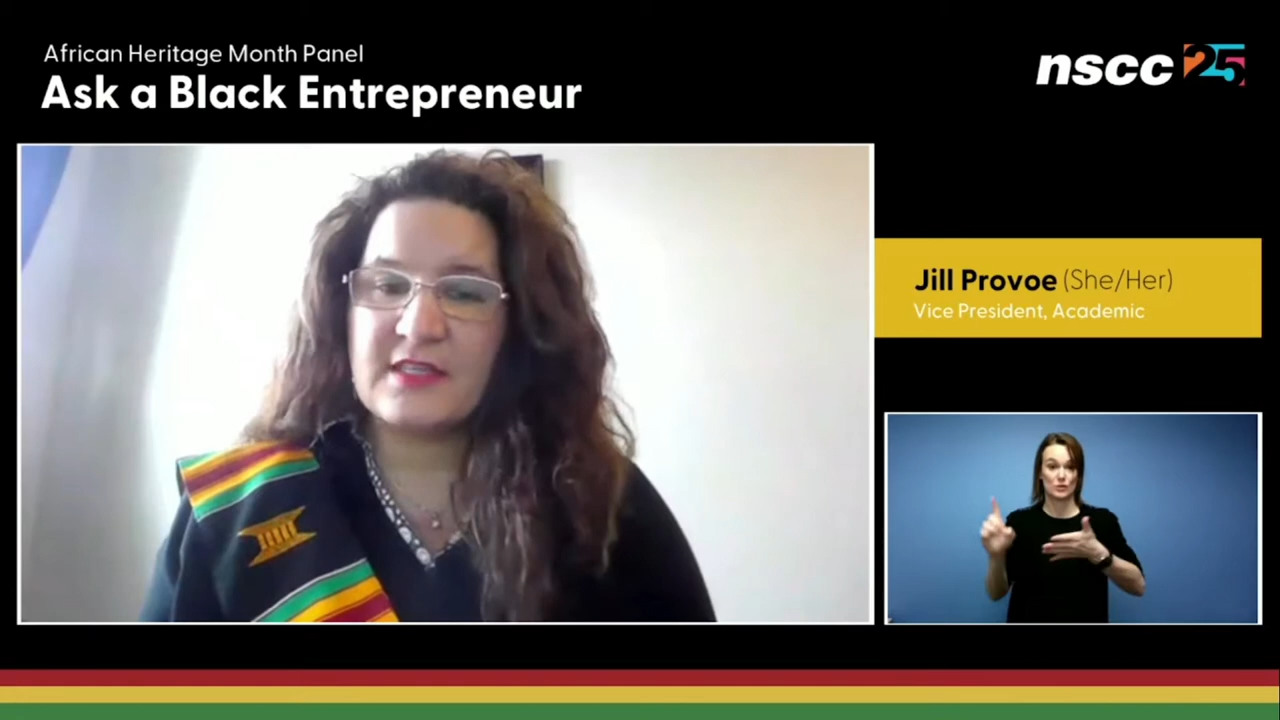 African Heritage Month Panel
Ask a Black Entrepreneur
nscc 25
Jill Provoe (She/Her)
Vice President, Academic